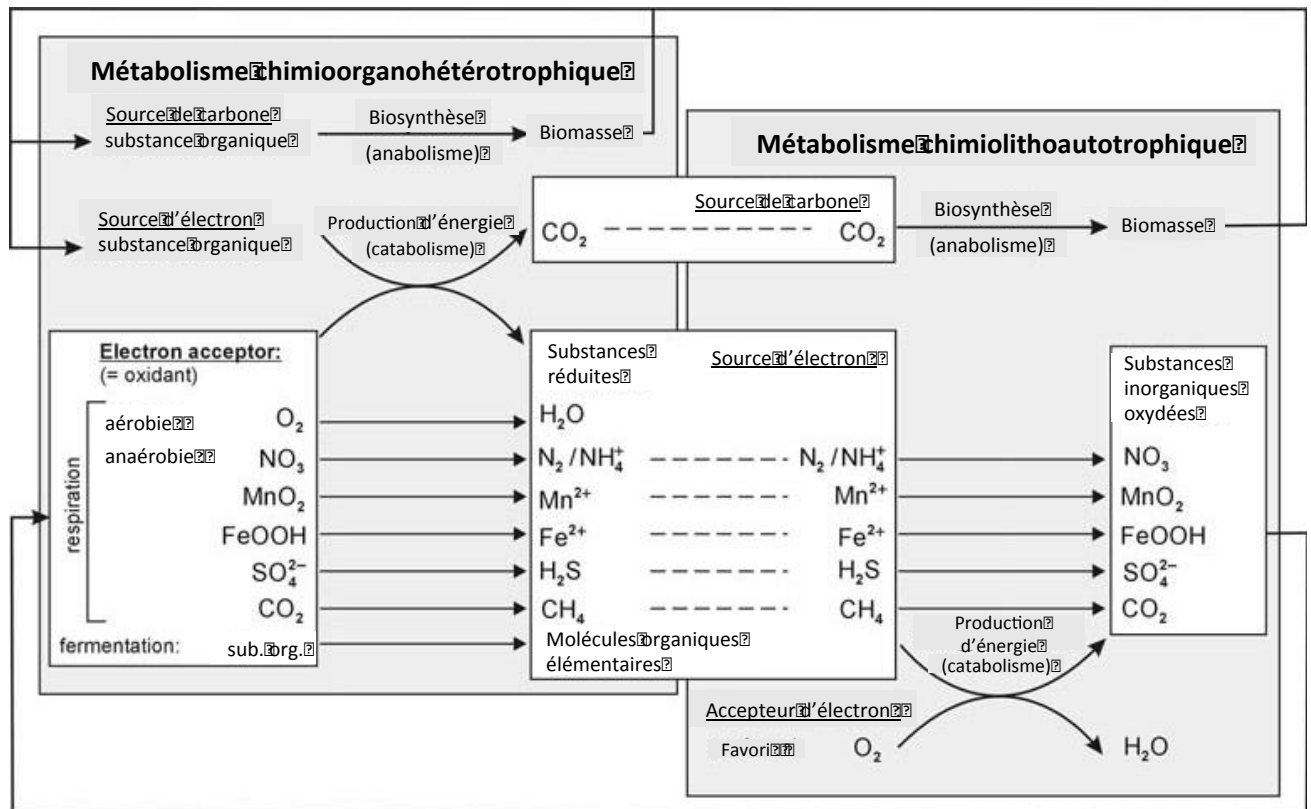 Métabolisme chimioorganohétérotrophique
Source de carbone
substance organique
Biosynthèse
(anabolisme)
Biomasse
Métabolisme chimiolithoautotrophique
Source d'électron
substance organique
Production d'énergie
(catabolisme)
Source de carbone
CO₂
CO₂
Biosynthèse
(anabolisme)
Biomasse
Electron acceptor:
(= oxidant)
Substances
réduites
Source d'électron
Substances
inorganiques
oxydées
respiration
aérobie
O₂
H₂O
anaérobie
NO₃
N₂ /NH₄⁺
N₂ /NH₄⁺
NO₃
MnO₂
Mn²⁺
Mn²⁺
MnO₂
FeOOH
Fe²⁺
Fe²⁺
FeOOH
SO₄²⁻
H₂S
H₂S
SO₄²⁻
CO₂
CH₄
CH₄
CO₂
fermentation:
sub. org.
Molécules organiques
élémentaires
Production
d'énergie
(catabolisme)
Accepteur d'électron
Favori
O₂
H₂O